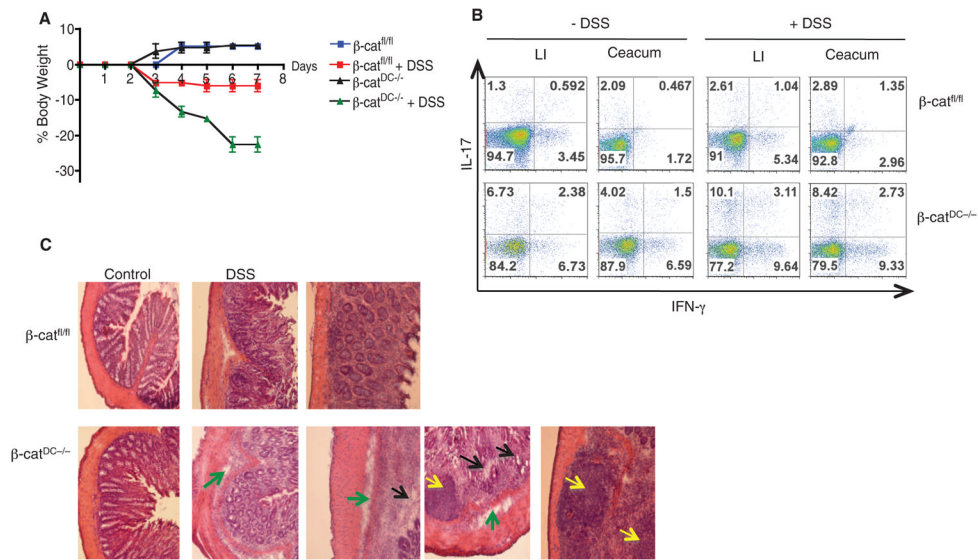 A
% Body Weight
10
0
-10
-20
-30
0 1 2 3 4 5 6 7 8
Days
β-cat^fl/fl
β-cat^fl/fl + DSS
β-cat^DC-/-
β-cat^DC-/- + DSS
B
- DSS + DSS
LI Ceacum LI Ceacum
1.3 0.592 2.09 0.467 2.61 1.04 2.89 1.35
94.7 3.45 95.7 1.72 91 5.34 92.8 2.96
β-cat^fl/fl
6.73 2.38 4.02 1.5 10.1 3.11 8.42 2.73
84.2 6.73 87.9 6.59 77.2 9.64 79.5 9.33
β-cat^DC–/–
IL-17
IFN-γ
C
Control DSS
β-cat^fl/fl
β-cat^DC–/–